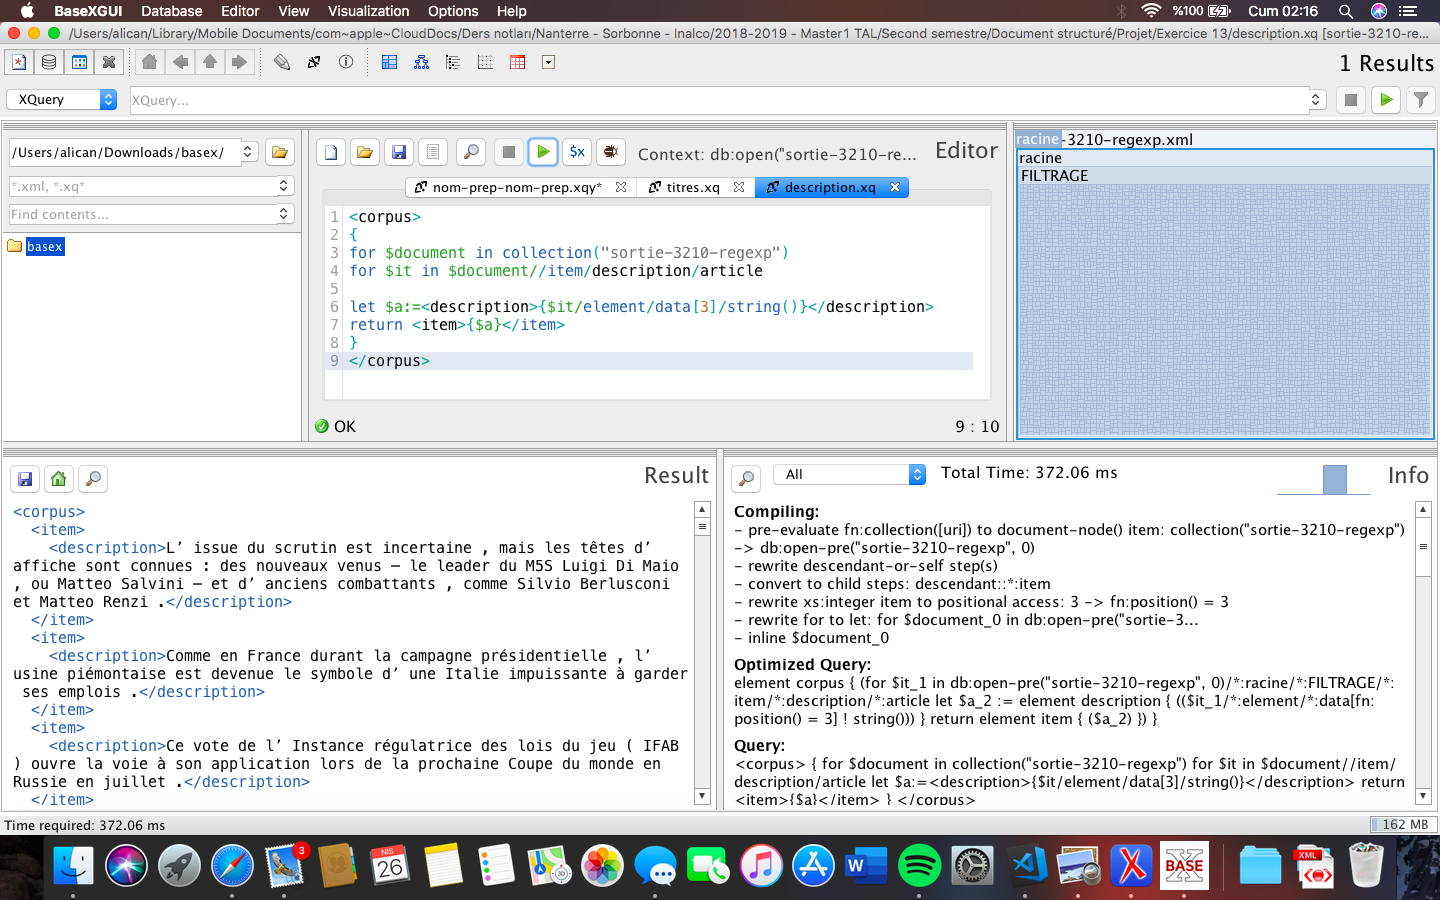 BaseXGUI Database Editor View Visualization Options Help %100 Cum 02:16
/Users/alican/Library/Mobile Documents/com~apple~CloudDocs/Ders notları/Nanterre - Sorbonne - Inalco/2018-2019 - Master1 TAL/Second semestre/Document structuré/Projet/Exercice 13/description.xq [sortie-3210-re...
1 Results
XQuery XQuery...
/Users/alican/Downloads/basex/
*.xml, *.xq*
Find contents...
basex
$x Context: db:open("sortie-3210-re... Editor
nom-prep-nom-prep.xqy* titres.xq description.xq
1 <corpus>
2 {
3 for $document in collection("sortie-3210-regexp")
4 for $it in $document//item/description/article
5
6 let $a:=<description>{$it/element/data[3]/string()}</description>
7 return <item>{$a}</item>
8 }
9 </corpus>
OK 9 : 10
racine-3210-regexp.xml
racine
FILTRAGE
Result
<corpus>
<item>
<description>L’ issue du scrutin est incertaine , mais les têtes d’
affiche sont connues : des nouveaux venus – le leader du M5S Luigi Di Maio
, ou Matteo Salvini – et d’ anciens combattants , comme Silvio Berlusconi
et Matteo Renzi .</description>
</item>
<item>
<description>Comme en France durant la campagne présidentielle , l’
usine piémontaise est devenue le symbole d’ une Italie impuissante à garder
ses emplois .</description>
</item>
<item>
<description>Ce vote de l’ Instance régulatrice des lois du jeu ( IFAB
) ouvre la voie à son application lors de la prochaine Coupe du monde en
Russie en juillet .</description>
</item>
All Total Time: 372.06 ms Info
Compiling:
- pre-evaluate fn:collection([uri]) to document-node() item: collection("sortie-3210-regexp")
-> db:open-pre("sortie-3210-regexp", 0)
- rewrite descendant-or-self step(s)
- convert to child steps: descendant::*:item
- rewrite xs:integer item to positional access: 3 -> fn:position() = 3
- rewrite for to let: for $document_0 in db:open-pre("sortie-3...
- inline $document_0
Optimized Query:
element corpus { (for $it_1 in db:open-pre("sortie-3210-regexp", 0)/*:racine/*:FILTRAGE/*:
item/*:description/*:article let $a_2 := element description { (($it_1/*:element/*:data[fn:
position() = 3] ! string())) } return element item { ($a_2) }) }
Query:
<corpus> { for $document in collection("sortie-3210-regexp") for $it in $document//item/
description/article let $a:=<description>{$it/element/data[3]/string()}</description> return
<item>{$a}</item> } </corpus>
Time required: 372.06 ms 162 MB
3
NİS
26
3D
W
BASE
X
XML